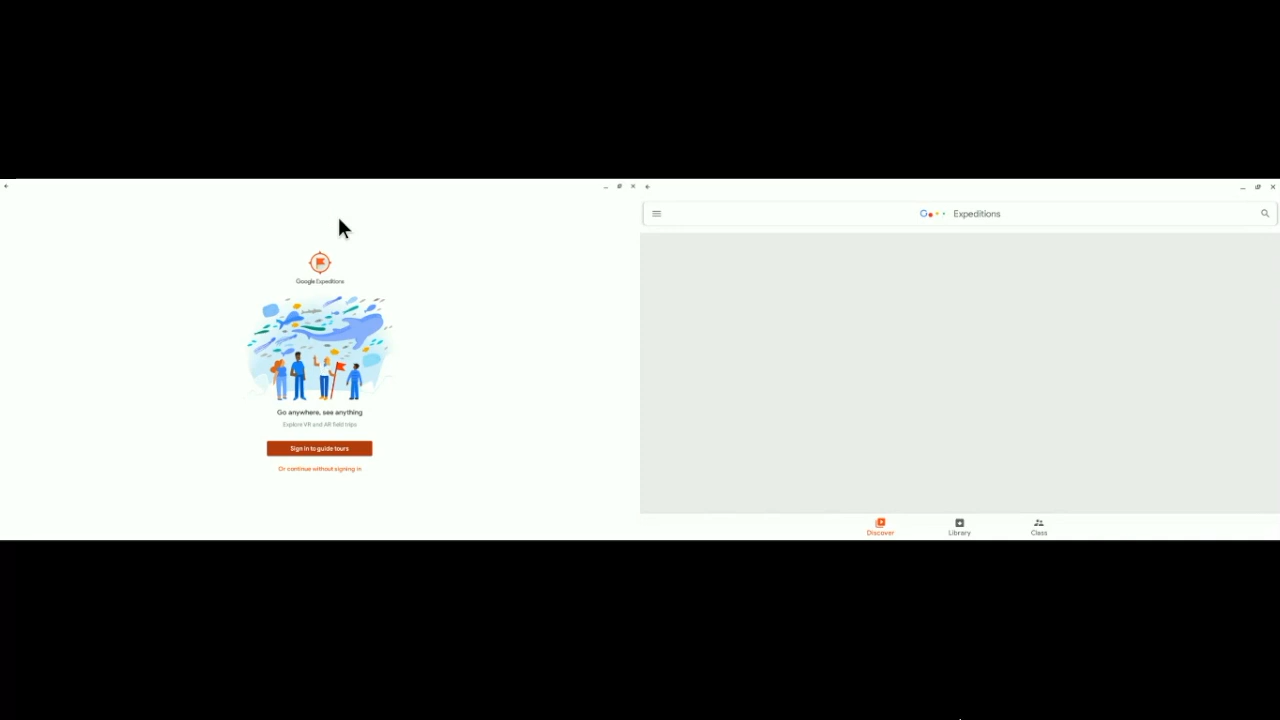 Google Expeditions
Go anywhere, see anything
Explore VR and AR field trips
Sign in to guide tours
Or continue without signing in
Expeditions
Discover
Library
Class